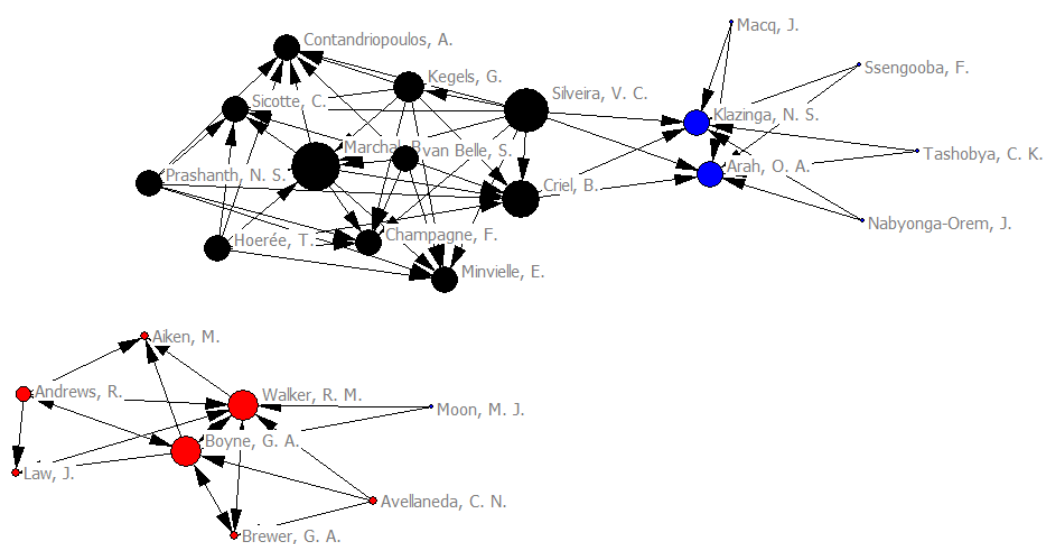 Macq, J.
Contandriopoulos, A.
Ssengooba, F.
Kegels, G.
Silveira, V. C.
Sicotte, C.
Klazinga, N. S.
Marchal, B.
van Belle, S.
Tashobya, C. K.
Prashanth, N. S.
Criel, B.
Arah, O. A.
Nabyonga-Orem, J.
Hoerée, T.
Champagne, F.
Minvielle, E.
Aiken, M.
Andrews, R.
Walker, R. M.
Moon, M. J.
Boyne, G. A.
Law, J.
Avellaneda, C. N.
Brewer, G. A.